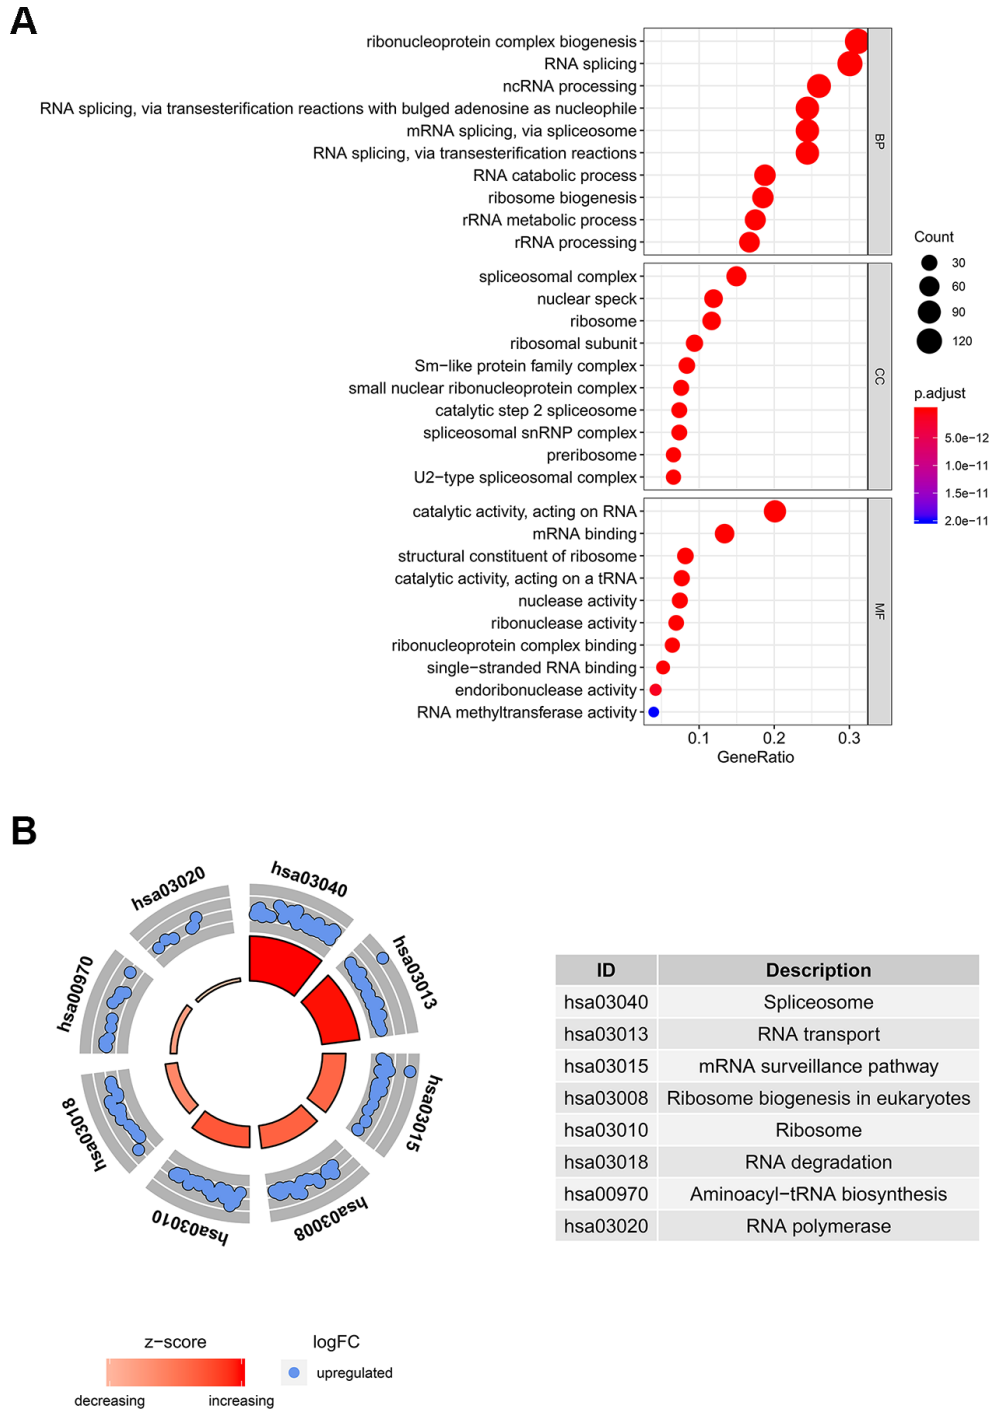 A
ribonucleoprotein complex biogenesis
RNA splicing
ncRNA processing
RNA splicing, via transesterification reactions with bulged adenosine as nucleophile
mRNA splicing, via spliceosome
RNA splicing, via transesterification reactions
RNA catabolic process
ribosome biogenesis
rRNA metabolic process
rRNA processing
BP
spliceosomal complex
nuclear speck
ribosome
ribosomal subunit
Sm−like protein family complex
small nuclear ribonucleoprotein complex
catalytic step 2 spliceosome
spliceosomal snRNP complex
preribosome
U2−type spliceosomal complex
CC
catalytic activity, acting on RNA
mRNA binding
structural constituent of ribosome
catalytic activity, acting on a tRNA
nuclease activity
ribonuclease activity
ribonucleoprotein complex binding
single−stranded RNA binding
endoribonuclease activity
RNA methyltransferase activity
MF
0.1 0.2 0.3
GeneRatio
Count
30
60
90
120
p.adjust
5.0e−12
1.0e−11
1.5e−11
2.0e−11
B
hsa03040
hsa03013
hsa03015
hsa03008
hsa03010
hsa03018
hsa00970
hsa03020
ID Description
hsa03040 Spliceosome
hsa03013 RNA transport
hsa03015 mRNA surveillance pathway
hsa03008 Ribosome biogenesis in eukaryotes
hsa03010 Ribosome
hsa03018 RNA degradation
hsa00970 Aminoacyl−tRNA biosynthesis
hsa03020 RNA polymerase
z−score
decreasing increasing
logFC
upregulated